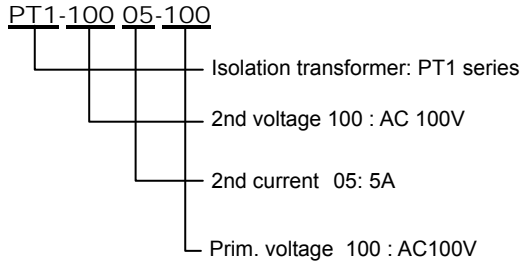 PT1-100 05-100
Isolation transformer: PT1 series
2nd voltage 100 : AC 100V
2nd current 05: 5A
Prim. voltage 100 : AC100V